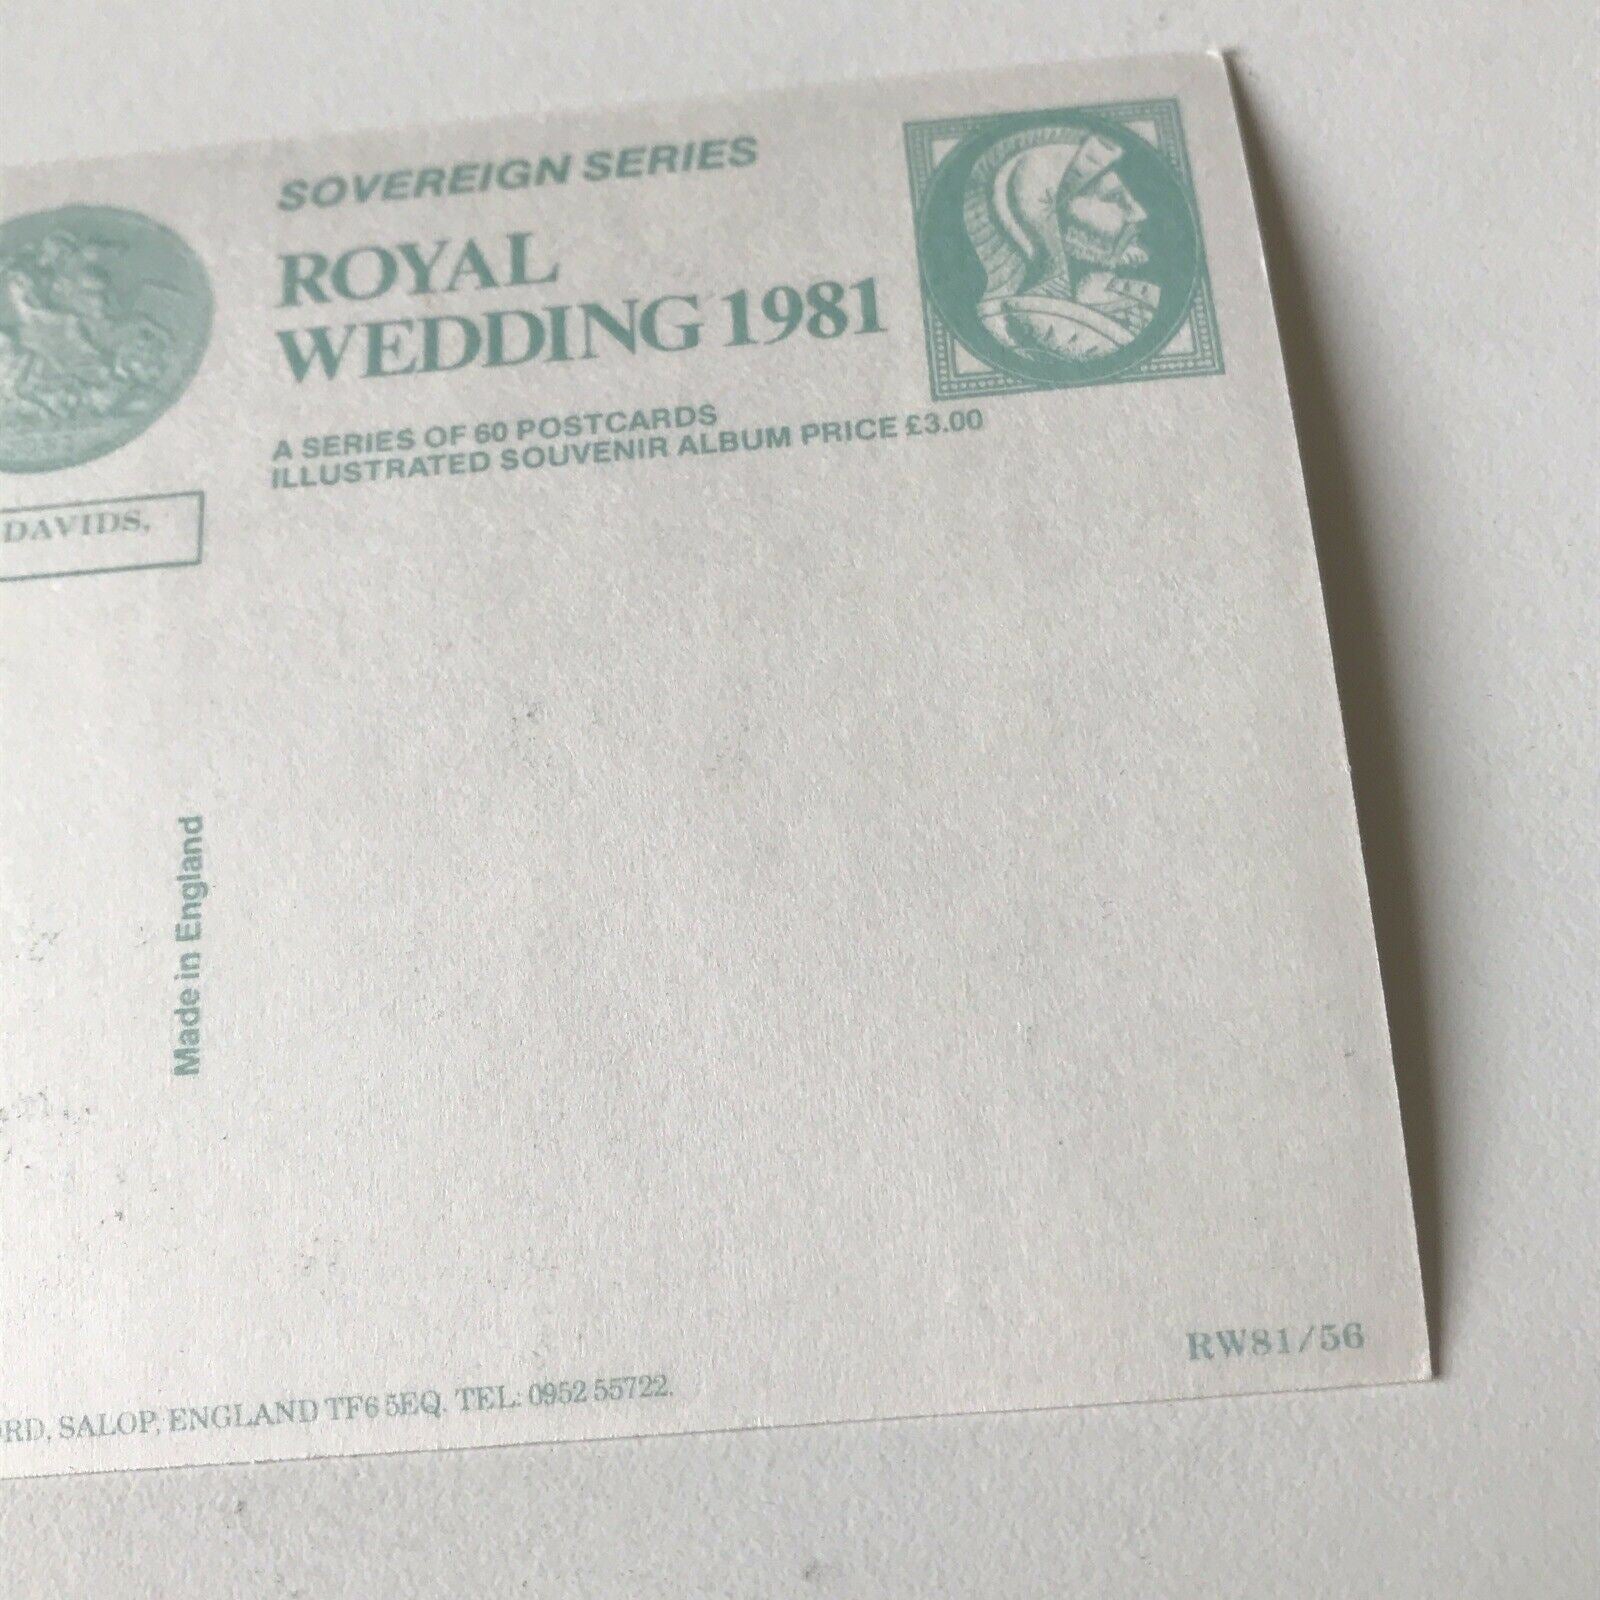 SOVEREIGN SERIES
ROYAL
WEDDING 1981
A SERIES OF 60 POSTCARDS
ILLUSTRATED SOUVENIR ALBUM PRICE £3.00
DAVIDS,
Made in England
RW81/56
ORD, SALOP, ENGLAND TF6 5EQ. TEL: 0952 55722.